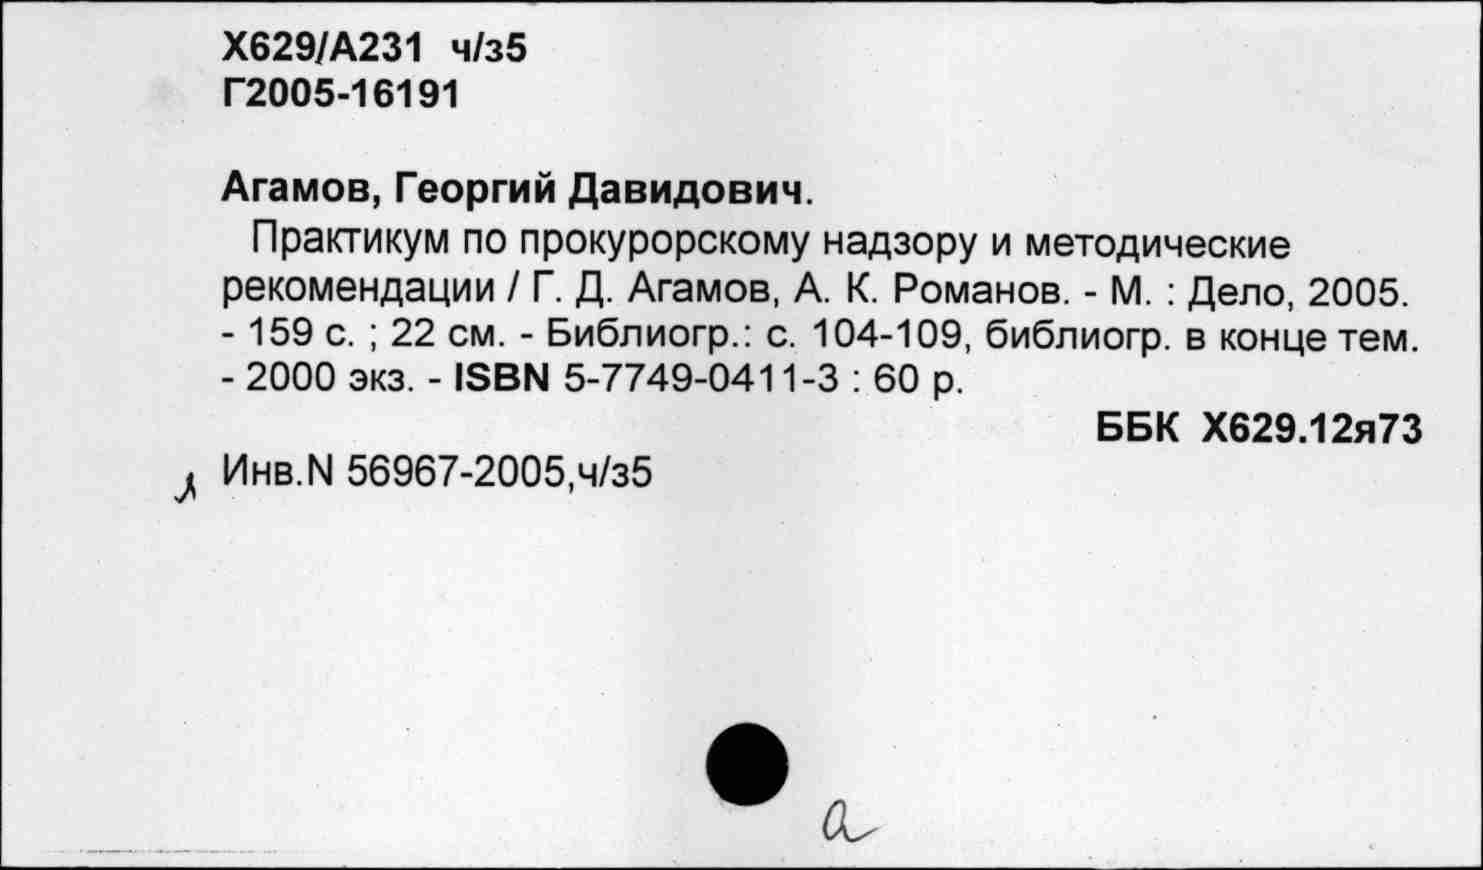 Х629/А231 ч/з5
Г2005-16191
Агамов, Георгий Давидович.
Практикум по прокурорскому надзору и методические
рекомендации / Г. Д. Агамов, А. К. Романов. - М. : Дело, 2005.
- 159 с. ; 22 см. - Библиогр.: с. 104-109, библиогр. в конце тем.
- 2000 экз. - ISBN 5-7749-0411-3 : 60 р.
ББК Х629.12я73
Инв.N 56967-2005,ч/з5
а